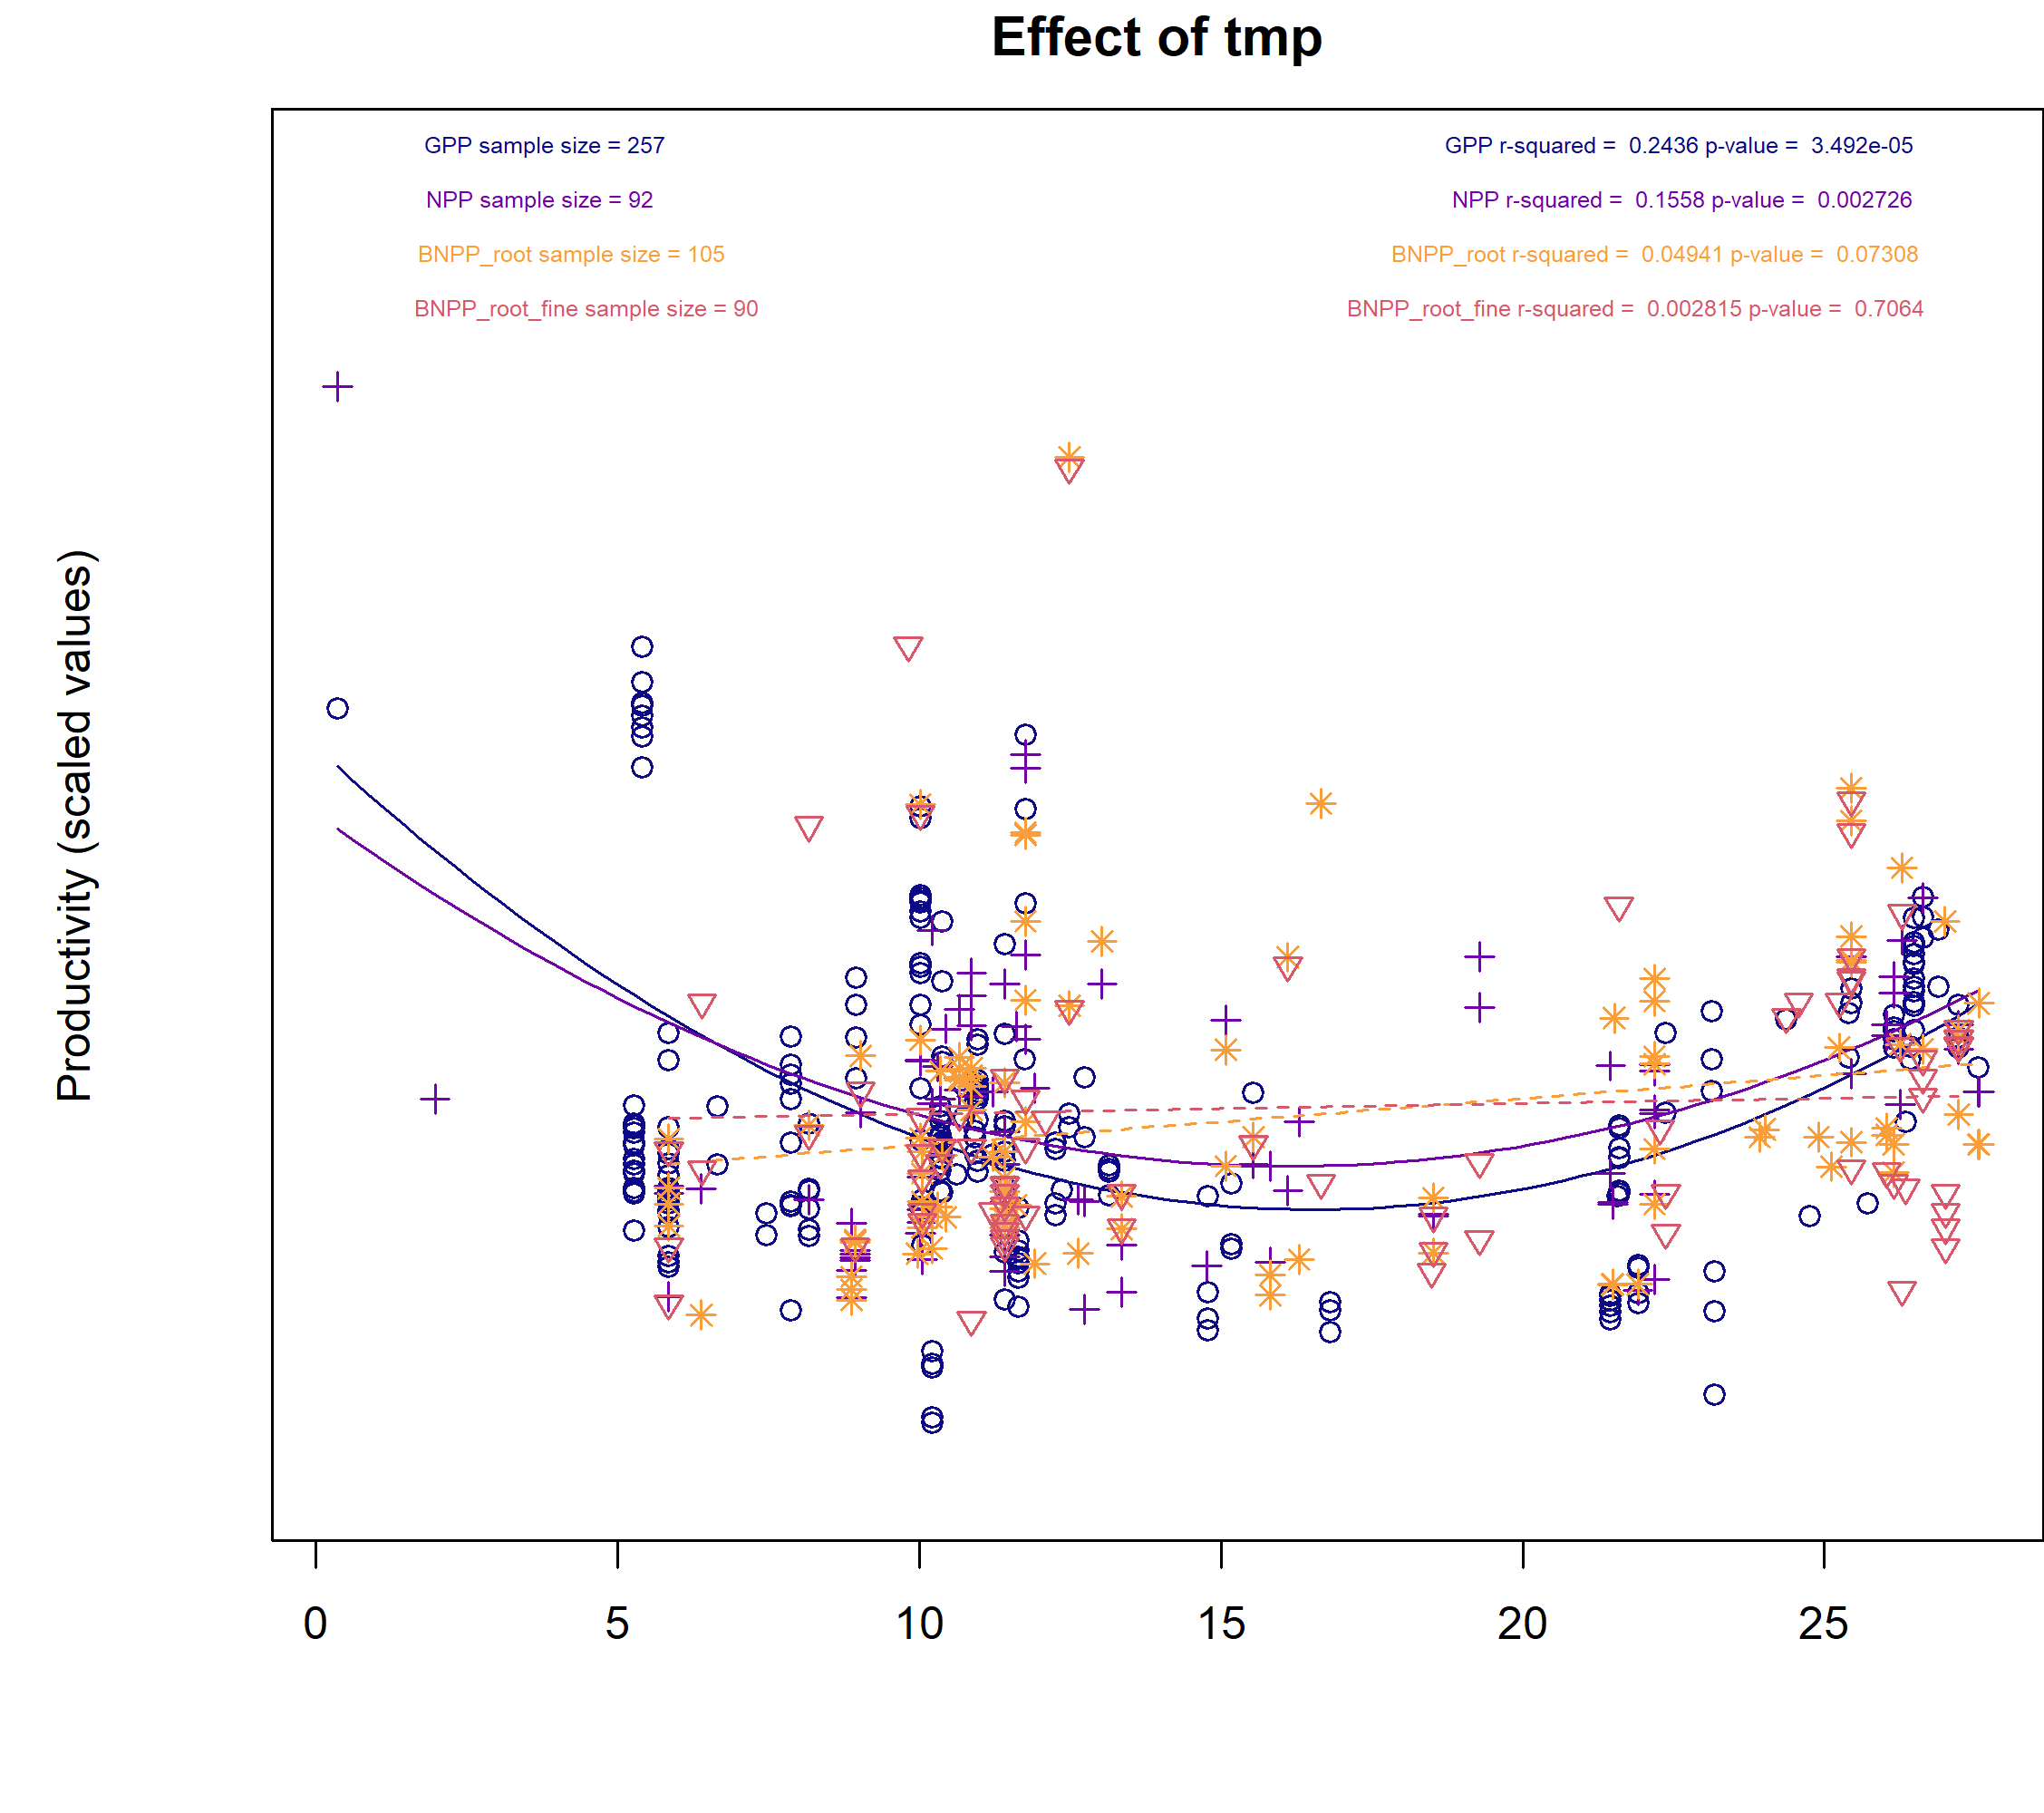 Effect of tmp
GPP sample size = 257
GPP r-squared = 0.2436 p-value = 3.492e-05
NPP sample size = 92
NPP r-squared = 0.1558 p-value = 0.002726
BNPP_root sample size = 105
BNPP_root r-squared = 0.04941 p-value = 0.07308
BNPP_root_fine sample size = 90
BNPP_root_fine r-squared = 0.002815 p-value = 0.7064
Productivity (scaled values)
0 5 10 15 20 25